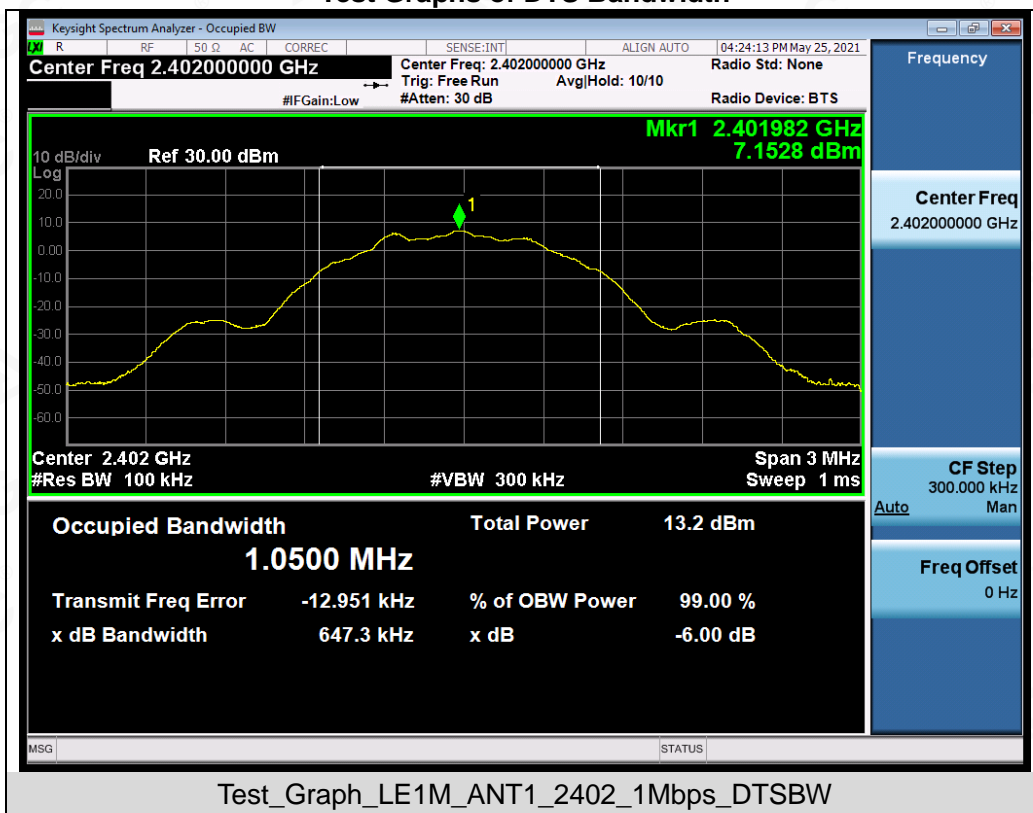 Test Graphs of DTS Bandwidth
Keysight Spectrum Analyzer - Occupied BW
LXI R RF 50 Ω AC CORREC SENSE:INT ALIGN AUTO 04:24:13 PM May 25, 2021
Center Freq 2.402000000 GHz
Center Freq: 2.402000000 GHz
Radio Std: None
Trig: Free Run Avg|Hold: 10/10
#IFGain:Low #Atten: 30 dB Radio Device: BTS
Mkr1 2.401982 GHz
7.1528 dBm
10 dB/div Ref 30.00 dBm
Log
20.0
10.0
0.00
-10.0
-20.0
-30.0
-40.0
-50.0
-60.0
1
Center 2.402 GHz Span 3 MHz
#Res BW 100 kHz #VBW 300 kHz Sweep 1 ms
Occupied Bandwidth Total Power 13.2 dBm
1.0500 MHz
Transmit Freq Error -12.951 kHz % of OBW Power 99.00 %
x dB Bandwidth 647.3 kHz x dB -6.00 dB
Frequency
Center Freq
2.402000000 GHz
CF Step
300.000 kHz
Auto Man
Freq Offset
0 Hz
MSG STATUS
Test_Graph_LE1M_ANT1_2402_1Mbps_DTSBW